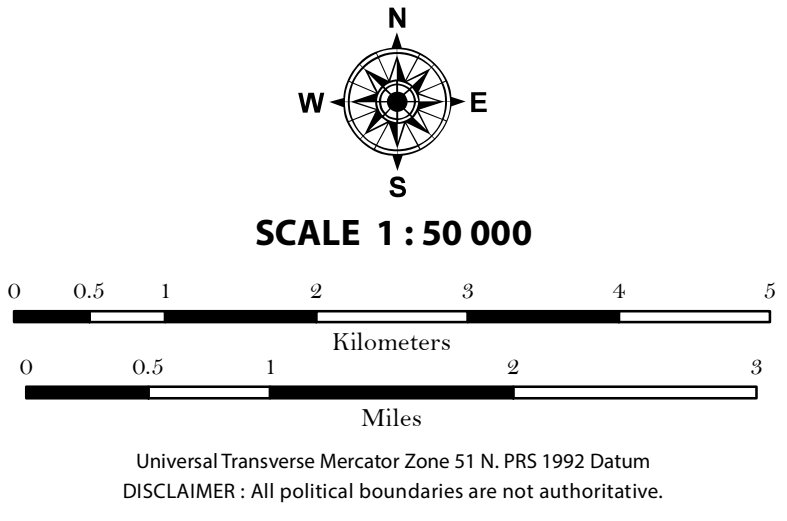 N
W E
S
SCALE 1 : 50 000
0 0.5 1 2 3 4 5
Kilometers
0 0.5 1 2 3
Miles
Universal Transverse Mercator Zone 51 N. PRS 1992 Datum
DISCLAIMER : All political boundaries are not authoritative.